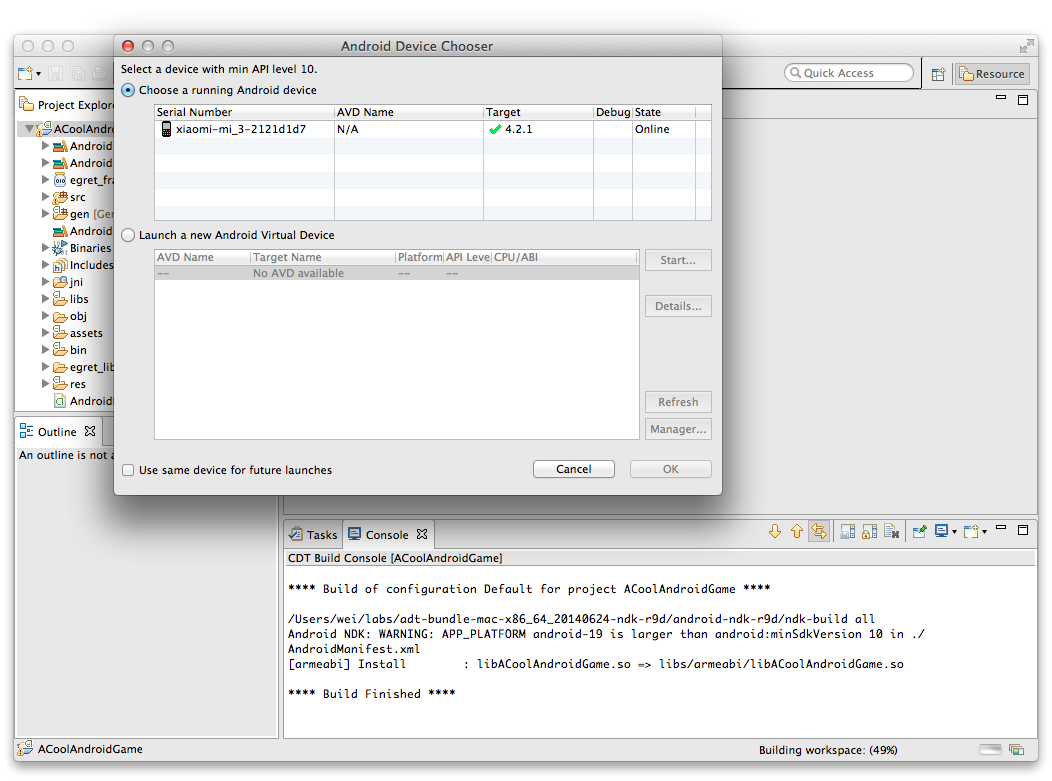 Android Device Chooser
Select a device with min API level 10.
Choose a running Android device
Serial Number AVD Name Target Debug State
xiaomi-mi_3-2121d1d7 N/A 4.2.1 Online
Launch a new Android Virtual Device
AVD Name Target Name Platform API Leve CPU/ABI
-- No AVD available -- --
Start...
Details...
Refresh
Manager...
Use same device for future launches
Cancel OK
Quick Access
Resource
Project Explore
ACoolAndro
Android
Android
egret_fra
src
gen [Ger
Android
Binaries
Includes
jni
libs
obj
assets
bin
egret_lib
res
Android
Outline
An outline is not a
Tasks Console
CDT Build Console [ACoolAndroidGame]
**** Build of configuration Default for project ACoolAndroidGame ****
/Users/wei/labs/adt-bundle-mac-x86_64_20140624-ndk-r9d/android-ndk-r9d/ndk-build all
Android NDK: WARNING: APP_PLATFORM android-19 is larger than android:minSdkVersion 10 in ./
AndroidManifest.xml
[armeabi] Install : libACoolAndroidGame.so => libs/armeabi/libACoolAndroidGame.so
**** Build Finished ****
ACoolAndroidGame
Building workspace: (49%)